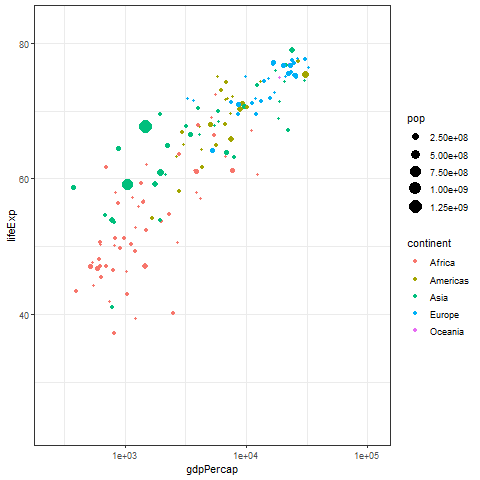 80
60
40
lifeExp
1e+03
1e+04
1e+05
gdpPercap
pop
2.50e+08
5.00e+08
7.50e+08
1.00e+09
1.25e+09
continent
Africa
Americas
Asia
Europe
Oceania